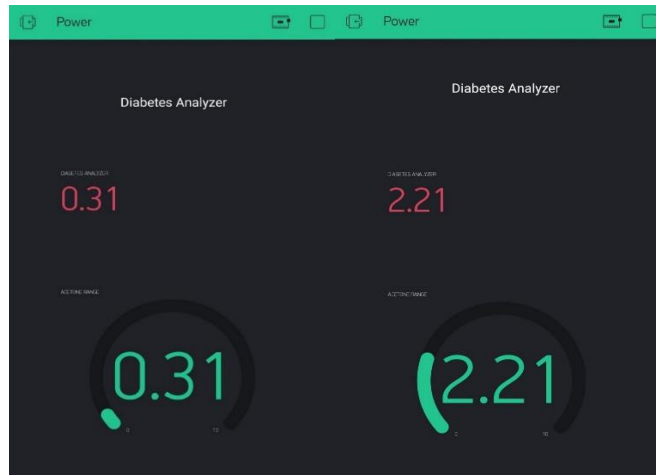 Power
Diabetes Analyzer
DIABETES ANALYZER
0.31
ACETONE RANGE
0.31
0
10
Power
Diabetes Analyzer
DIABETES ANALYZER
2.21
ACETONE RANGE
2.21
10